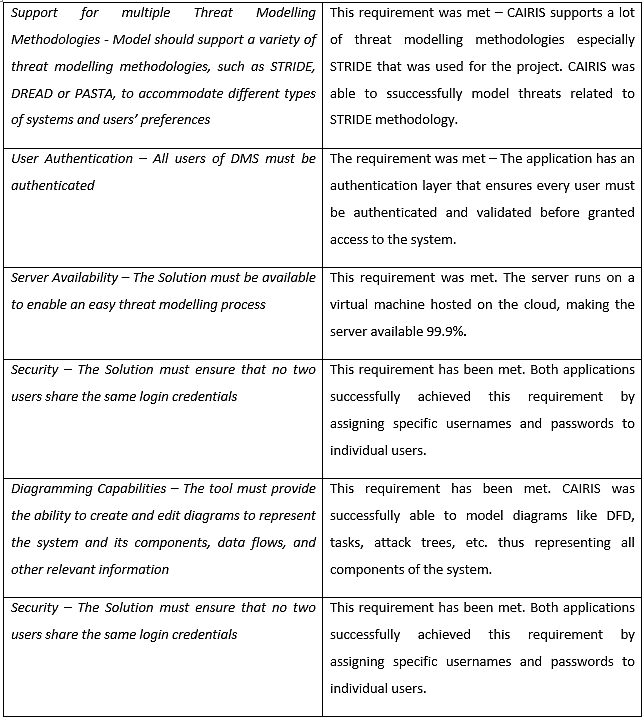 Support for multiple Threat Modelling
Methodologies - Model should support a variety of
threat modelling methodologies, such as STRIDE,
DREAD or PASTA, to accommodate different types
of systems and users' preferences
This requirement was met – CAIRIS supports a lot
of threat modelling methodologies especially
STRIDE that was used for the project. CAIRIS was
able to ssuccessfully model threats related to
STRIDE methodology.
User Authentication – All users of DMS must be
authenticated
The requirement was met – The application has an
authentication layer that ensures every user must
be authenticated and validated before granted
access to the system.
Server Availability – The Solution must be available
to enable an easy threat modelling process
This requirement was met. The server runs on a
virtual machine hosted on the cloud, making the
server available 99.9%.
Security – The Solution must ensure that no two
users share the same login credentials
This requirement has been met. Both applications
successfully achieved this requirement by
assigning specific usernames and passwords to
individual users.
Diagramming Capabilities – The tool must provide
the ability to create and edit diagrams to represent
the system and its components, data flows, and
other relevant information
This requirement has been met. CAIRIS was
successfully able to model diagrams like DFD,
tasks, attack trees, etc. thus representing all
components of the system.
Security – The Solution must ensure that no two
users share the same login credentials
This requirement has been met. Both applications
successfully achieved this requirement by
assigning specific usernames and passwords to
individual users.